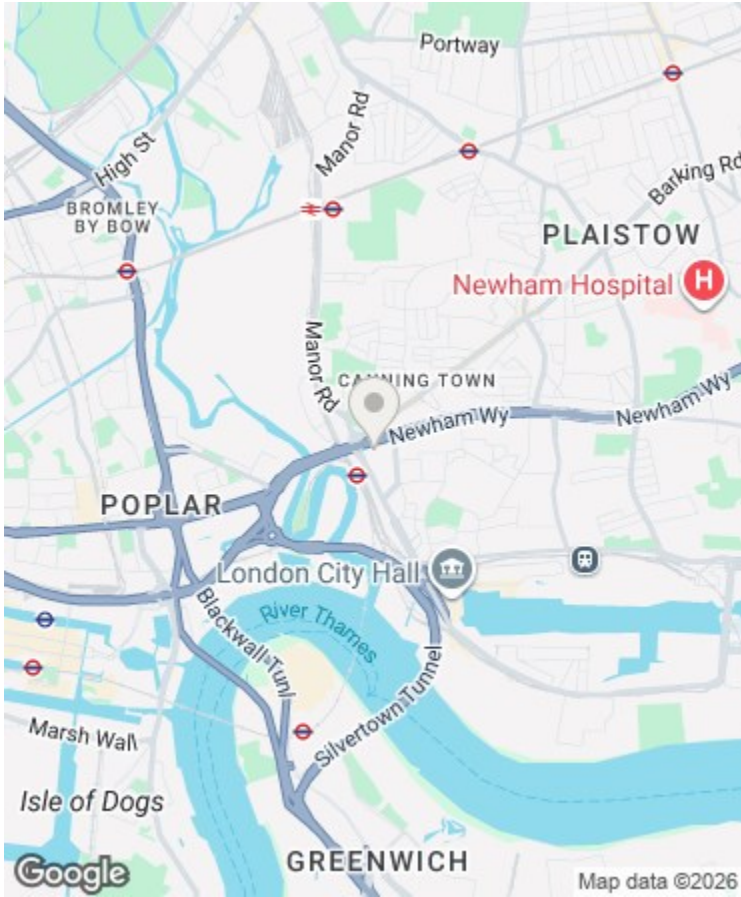 Portway
Manor Rd
High St
Barking Rd
BROMLEY
BY BOW
PLAISTOW
Newham Hospital
H
Manor Rd
CANNING TOWN
Newham Wy
Newham Wy
POPLAR
London City Hall
Blackwall Tunl
River Thames
Silvertown Tunnel
Marsh Wall
Isle of Dogs
GREENWICH
Google
Map data ©2026